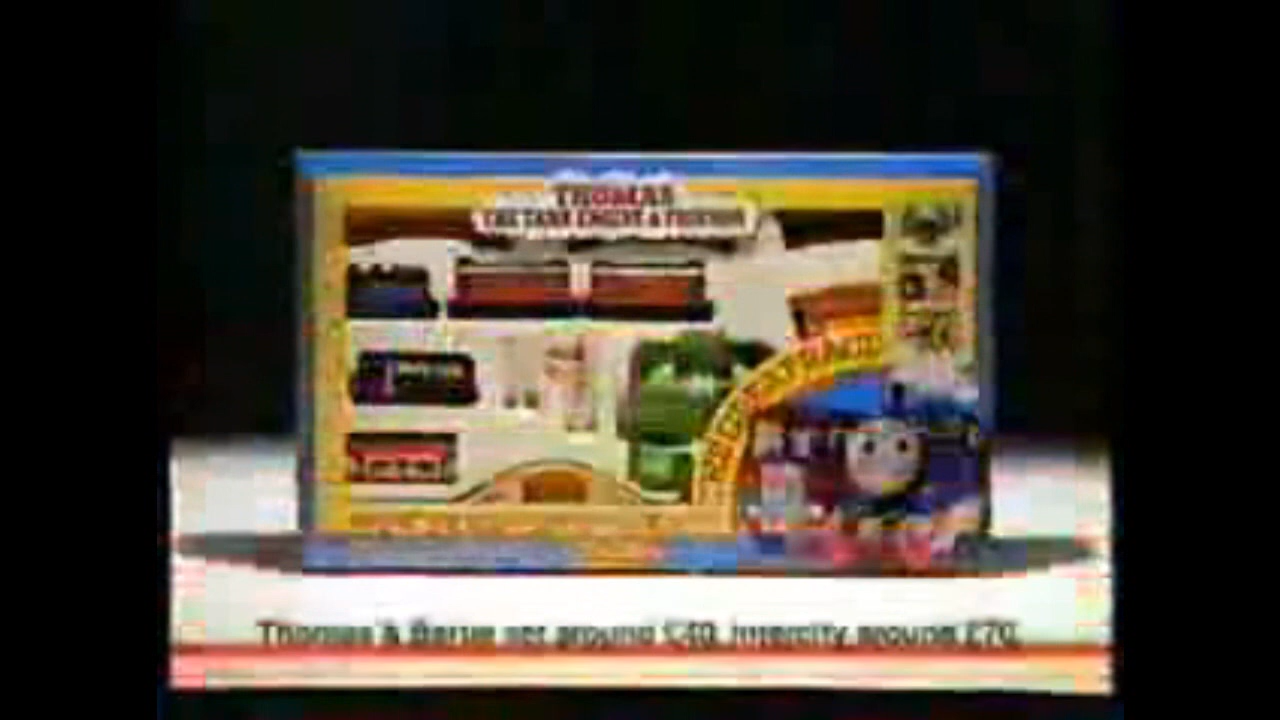 THOMAS
THE TANK ENGINE & FRIENDS
Thomas & Bertie set around £40. Intercity around £70.